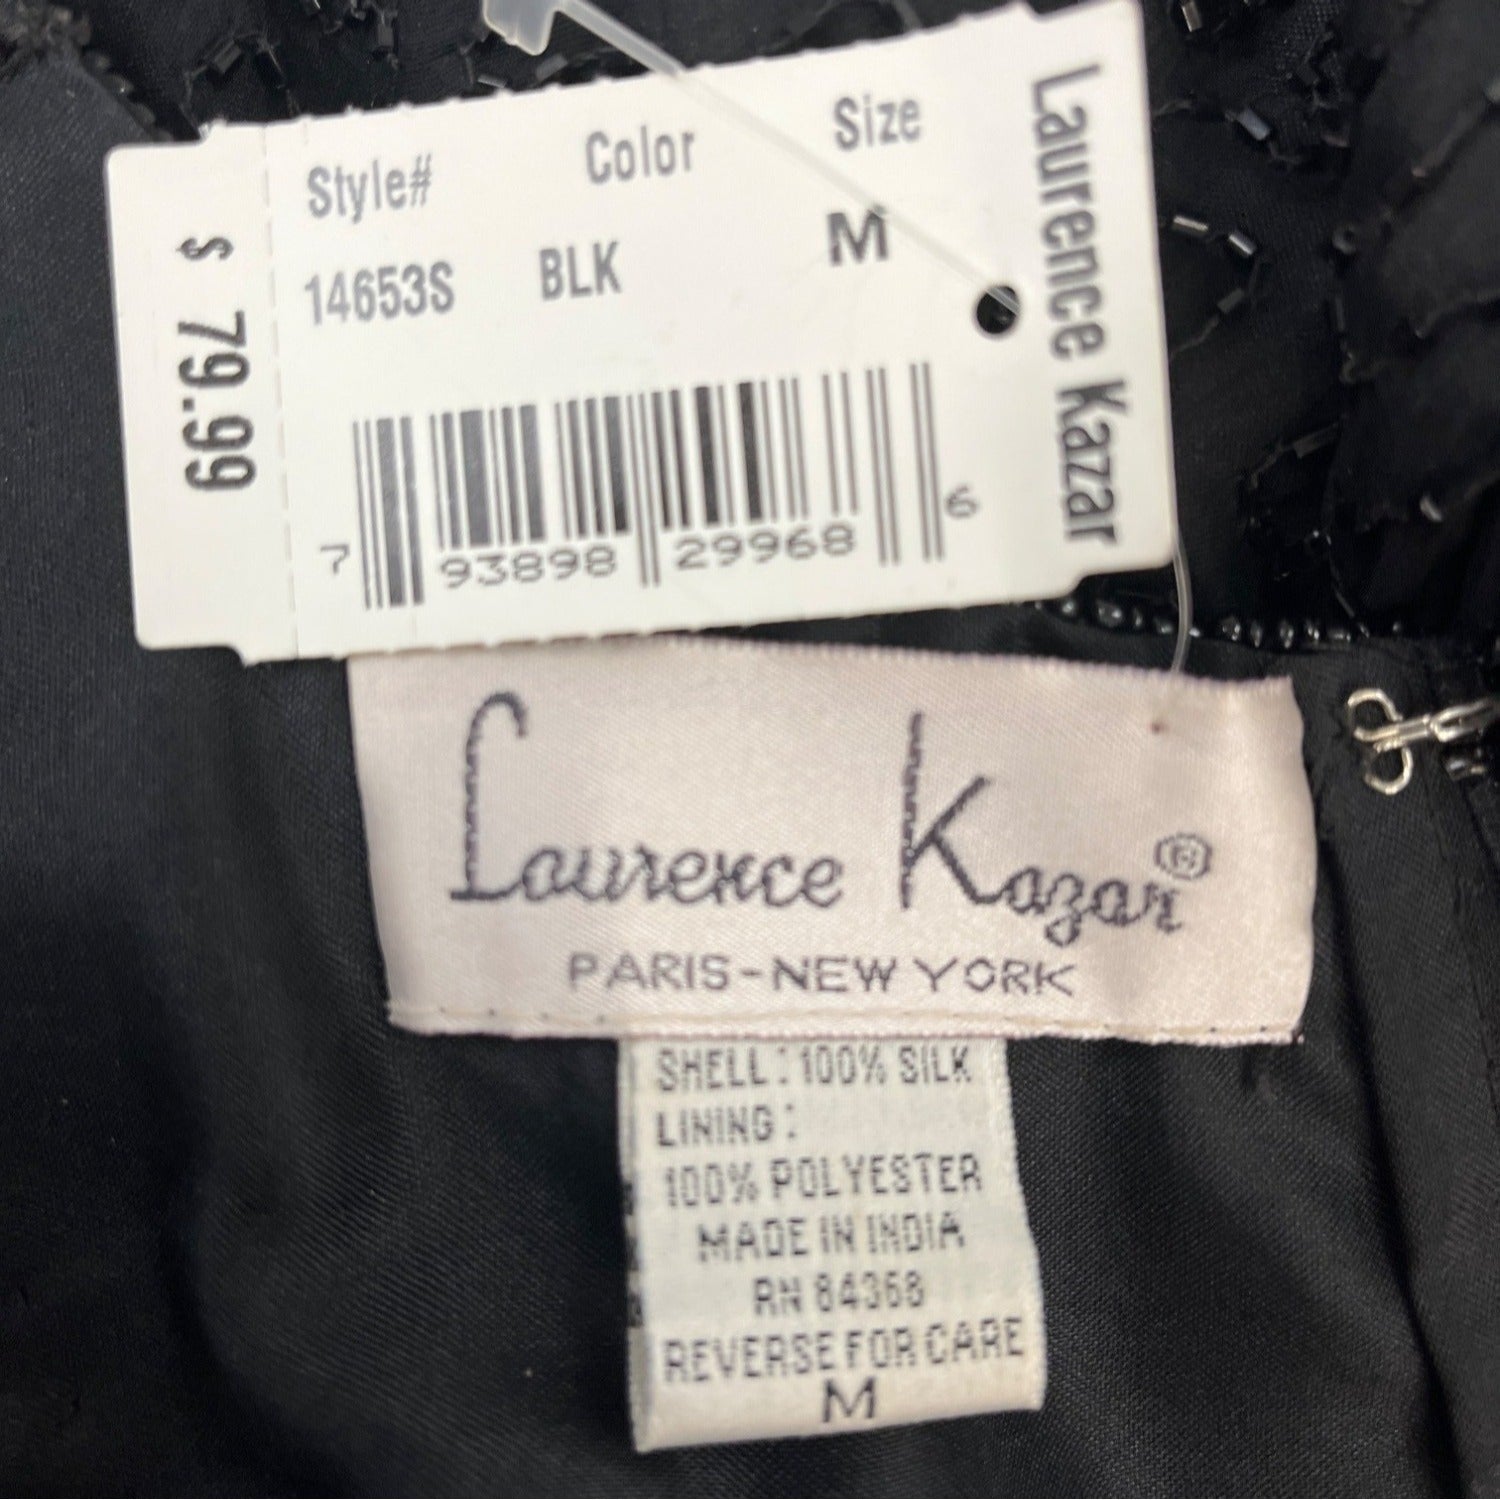 Style# Color Size
14653S BLK M
$ 79.99
7 93898 29968 6
Laurence Kazar
Laurence Kazar®
PARIS-NEW YORK
SHELL: 100% SILK
LINING:
100% POLYESTER
MADE IN INDIA
RN 84368
REVERSE FOR CARE
M